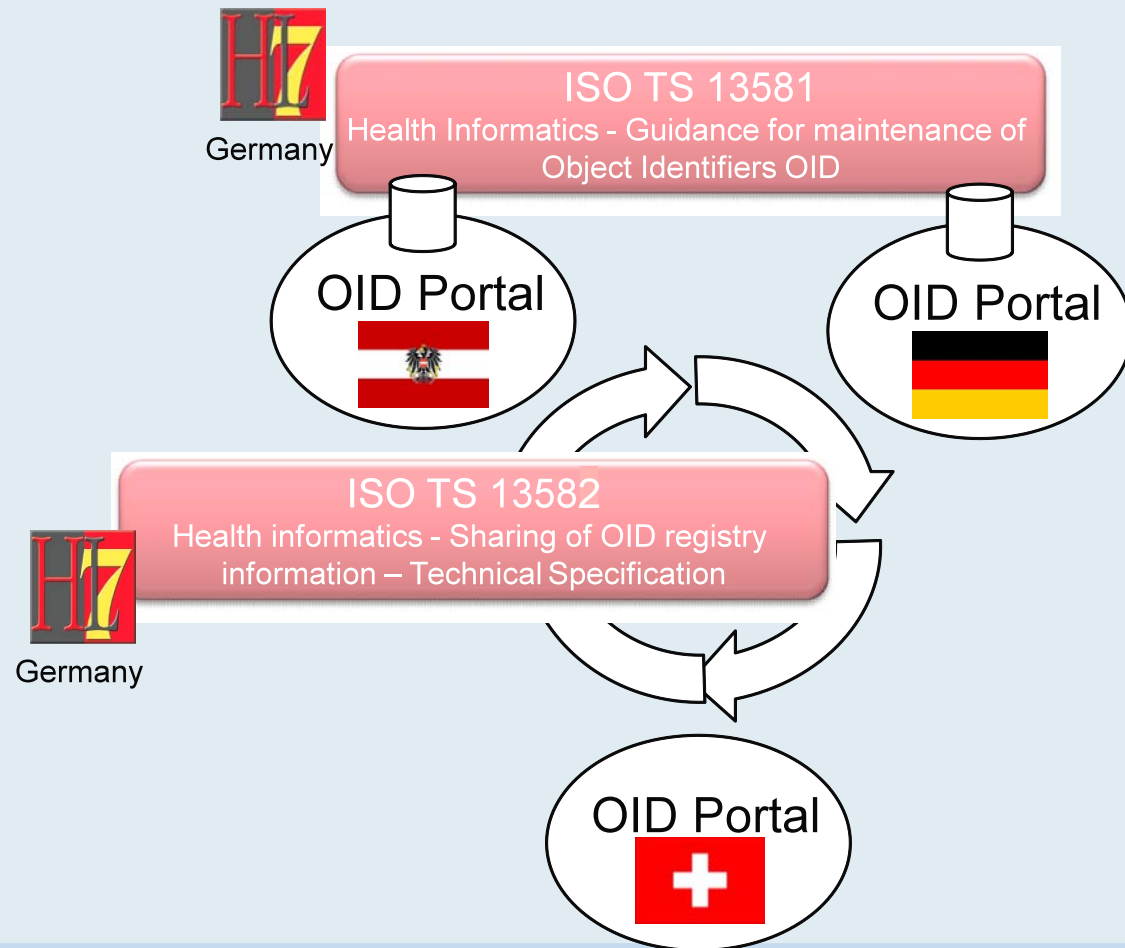 HL7
Germany
ISO TS 13581
Health Informatics - Guidance for maintenance of
Object Identifiers OID
OID Portal
OID Portal
ISO TS 13582
Health informatics - Sharing of OID registry
information – Technical Specification
HL7
Germany
OID Portal